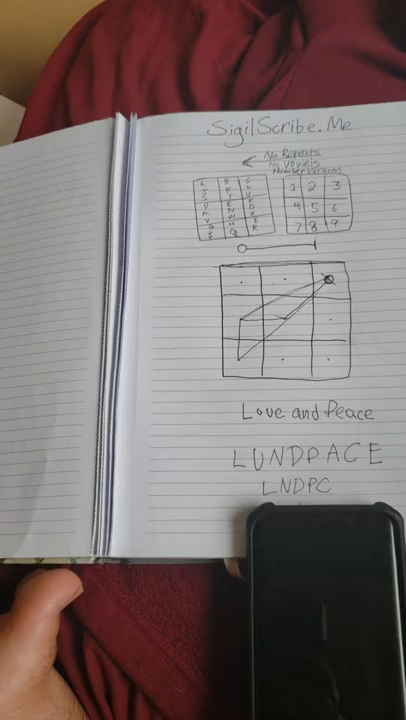 SigilScribe.Me
← No Repeats
No Vowels
Number Version
1 2 3
4 5 6
7 8 9
Love and Peace
LUNDPACE
LNDPC